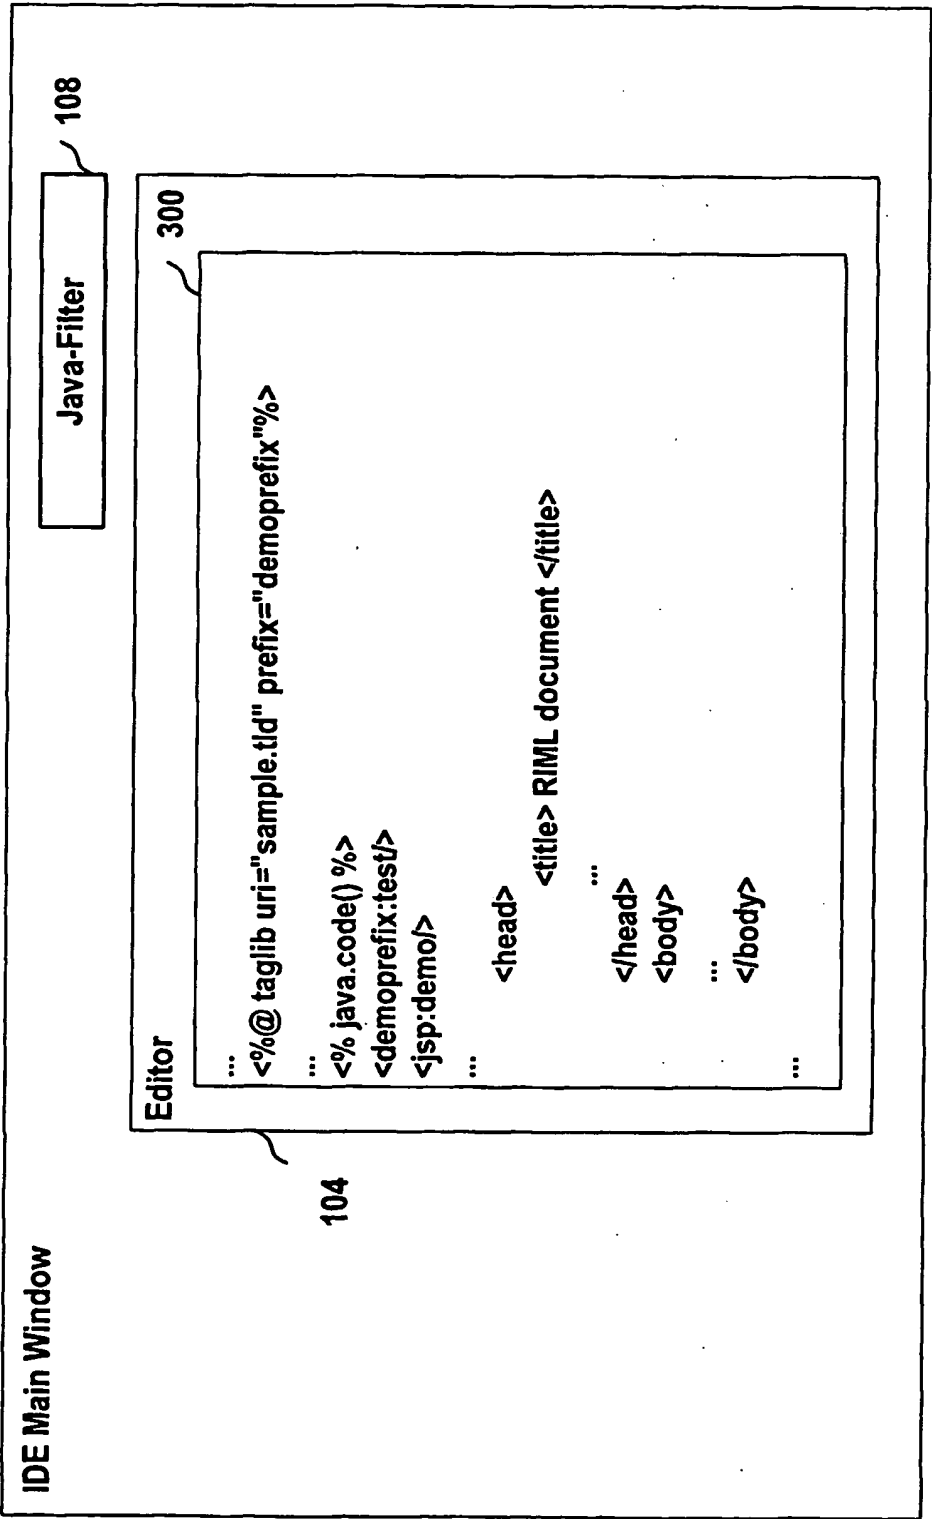 IDE Main Window
Java-Filter
108
Editor
300
...
<%@ taglib uri="sample.tld" prefix="demoprefix"%>
...
<% java.code() %>
<demoprefix:test/>
<jsp:demo/>
...
<head>
<title> RIML document </title>
...
</head>
<body>
...
</body>
...
104